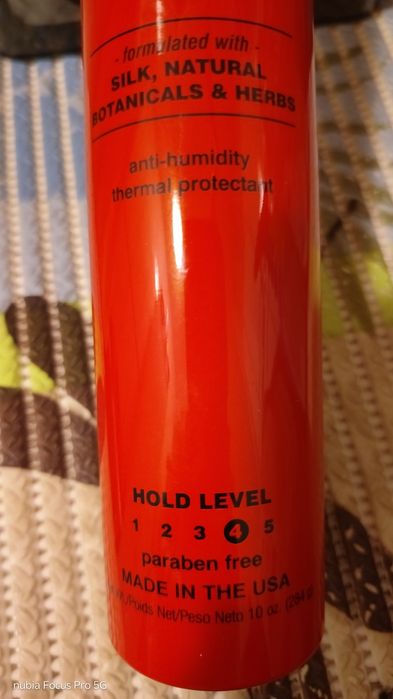 - formulated with -
SILK, NATURAL
BOTANICALS & HERBS
anti-humidity
thermal protectant
HOLD LEVEL
1 2 3 4 5
paraben free
MADE IN THE USA
/Poids Net/Peso Neto 10 oz. (284 g)
nubia Focus Pro 5G